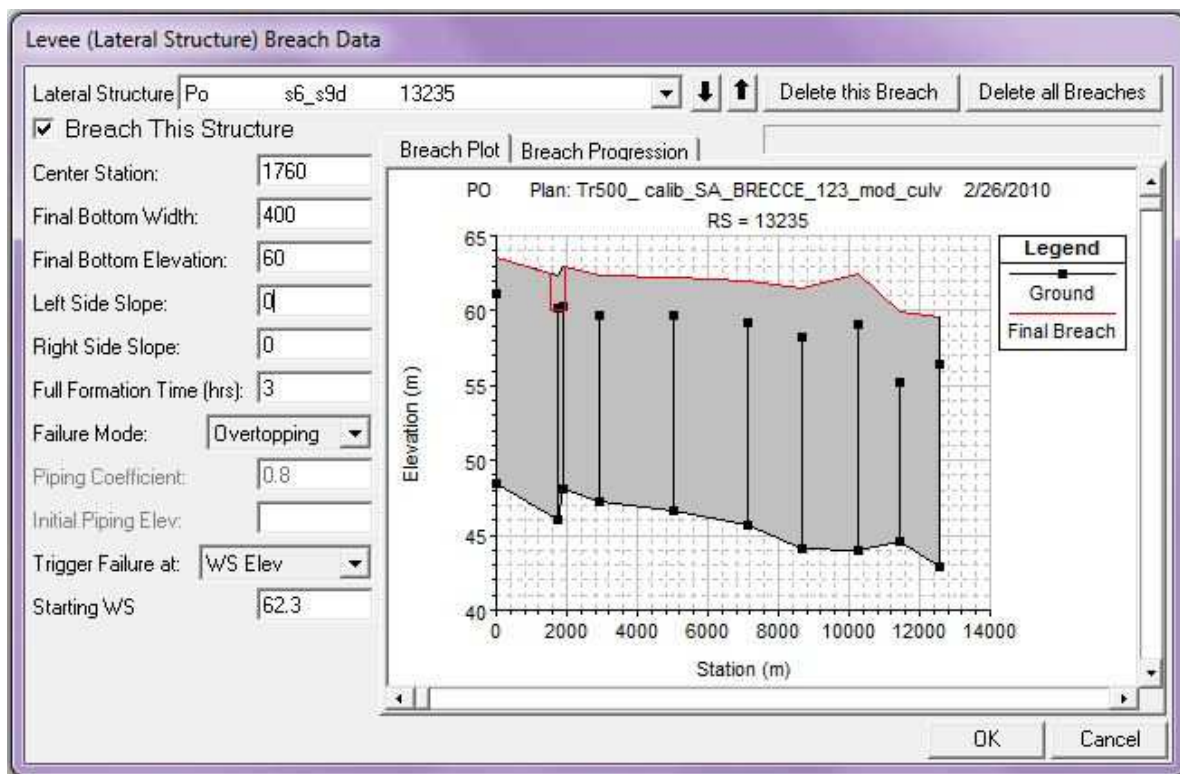 Levee (Lateral Structure) Breach Data
Lateral Structure Po s6_s9d 13235 Delete this Breach Delete all Breaches
Breach This Structure
Center Station: 1760
Final Bottom Width: 400
Final Bottom Elevation: 60
Left Side Slope: 0
Right Side Slope: 0
Full Formation Time (hrs): 3
Failure Mode: Overtopping
Piping Coefficient: 0.8
Initial Piping Elev:
Trigger Failure at: WS Elev
Starting WS 62.3
Breach Plot Breach Progression
PO Plan: Tr500_ calib_SA_BRECCE_123_mod_culv 2/26/2010
RS = 13235
65
60
55
50
45
40
Elevation (m)
0 2000 4000 6000 8000 10000 12000 14000
Station (m)
Legend
Ground
Final Breach
OK Cancel